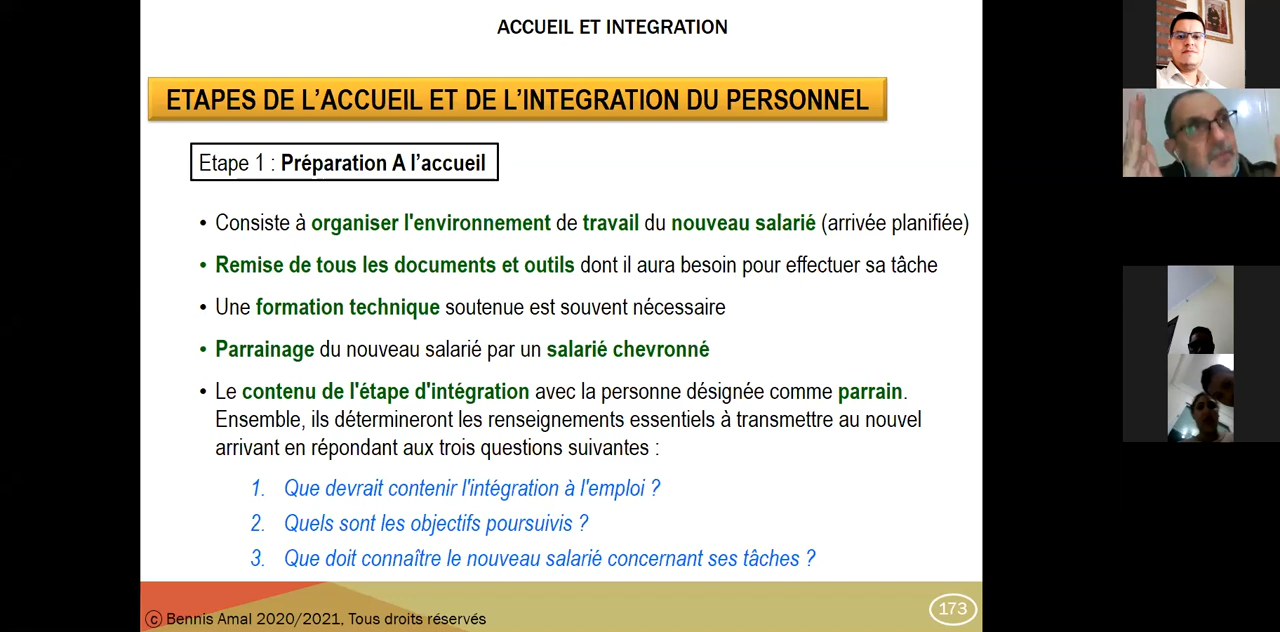 ACCUEIL ET INTEGRATION
ETAPES DE L’ACCUEIL ET DE L’INTEGRATION DU PERSONNEL
Etape 1 : Préparation A l’accueil
• Consiste à organiser l'environnement de travail du nouveau salarié (arrivée planifiée)
• Remise de tous les documents et outils dont il aura besoin pour effectuer sa tâche
• Une formation technique soutenue est souvent nécessaire
• Parrainage du nouveau salarié par un salarié chevronné
• Le contenu de l'étape d'intégration avec la personne désignée comme parrain.
Ensemble, ils détermineront les renseignements essentiels à transmettre au nouvel
arrivant en répondant aux trois questions suivantes :
1. Que devrait contenir l'intégration à l'emploi ?
2. Quels sont les objectifs poursuivis ?
3. Que doit connaître le nouveau salarié concernant ses tâches ?
© Bennis Amal 2020/2021, Tous droits réservés
173